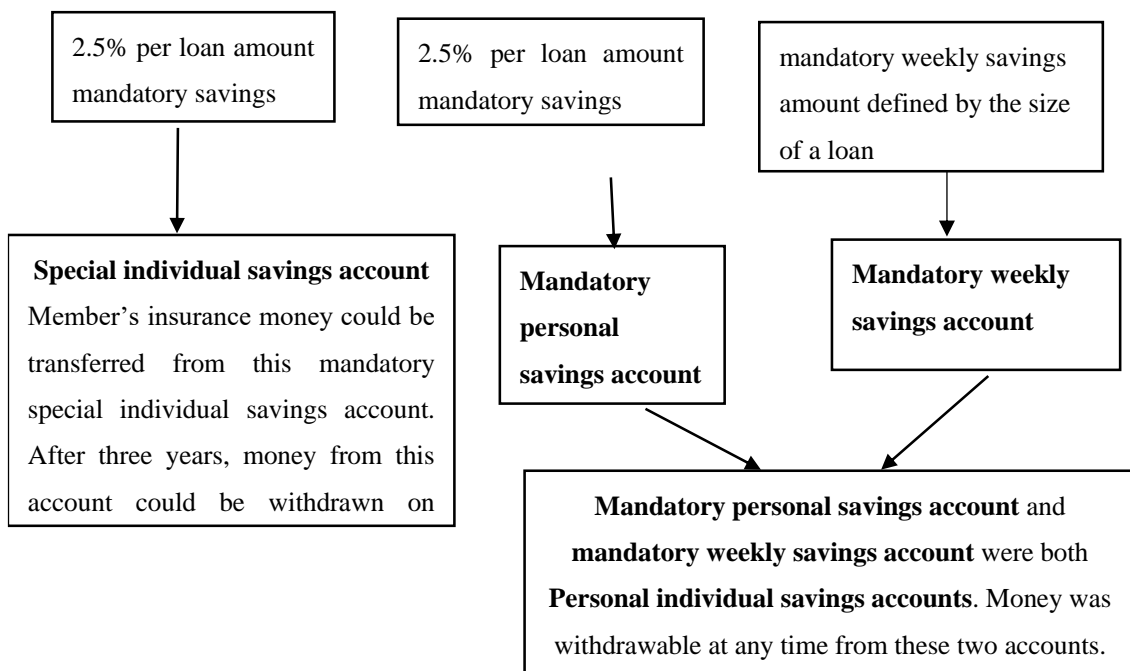 2.5% per loan amount
mandatory savings
2.5% per loan amount
mandatory savings
mandatory weekly savings
amount defined by the size
of a loan
Special individual savings account
Member’s insurance money could be
transferred from this mandatory
special individual savings account.
After three years, money from this
account could be withdrawn on
Mandatory
personal
savings account
Mandatory weekly
savings account
Mandatory personal savings account and
mandatory weekly savings account were both
Personal individual savings accounts. Money was
withdrawable at any time from these two accounts.